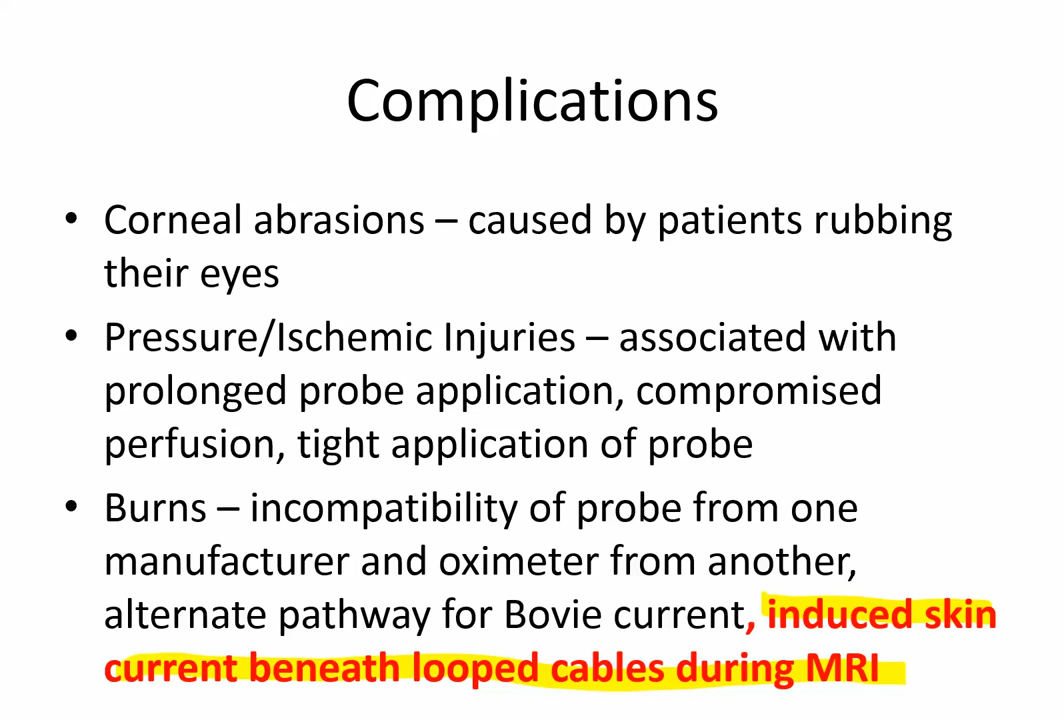 Complications
• Corneal abrasions – caused by patients rubbing
their eyes
• Pressure/Ischemic Injuries – associated with
prolonged probe application, compromised
perfusion, tight application of probe
• Burns – incompatibility of probe from one
manufacturer and oximeter from another,
alternate pathway for Bovie current, induced skin
current beneath looped cables during MRI